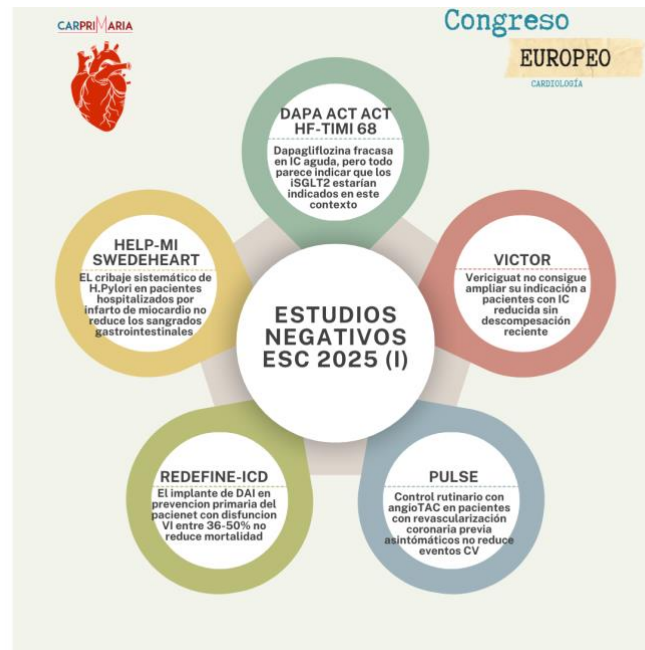 CARPRIMARIA
Congreso
EUROPEO
CARDIOLOGÍA
DAPA ACT ACT
HF-TIMI 68
Dapagliflozina fracasa
en IC aguda, pero todo
parece indicar que los
iSGLT2 estarían
indicados en este
contexto
HELP-MI
SWEDEHEART
EL cribaje sistemático de
H.Pylori en pacientes
hospitalizados por
infarto de miocardio no
reduce los sangrados
gastrointestinales
VICTOR
Vericiguat no consigue
ampliar su indicación a
pacientes con IC
reducida sin
descompesación
reciente
ESTUDIOS
NEGATIVOS
ESC 2025 (I)
REDEFINE-ICD
El implante de DAI en
prevencion primaria del
pacienet con disfuncion
VI entre 36-50% no
reduce mortalidad
PULSE
Control rutinario con
angioTAC en pacientes
con revascularización
coronaria previa
asintómáticos no reduce
eventos CV